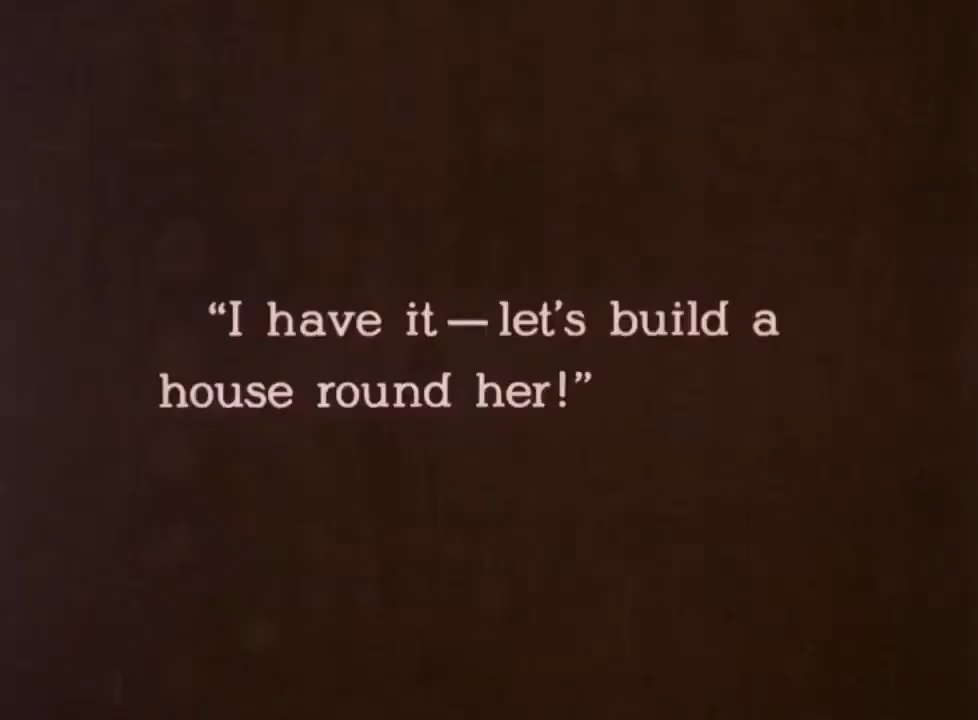 “I have it — let’s build a
house round her!”